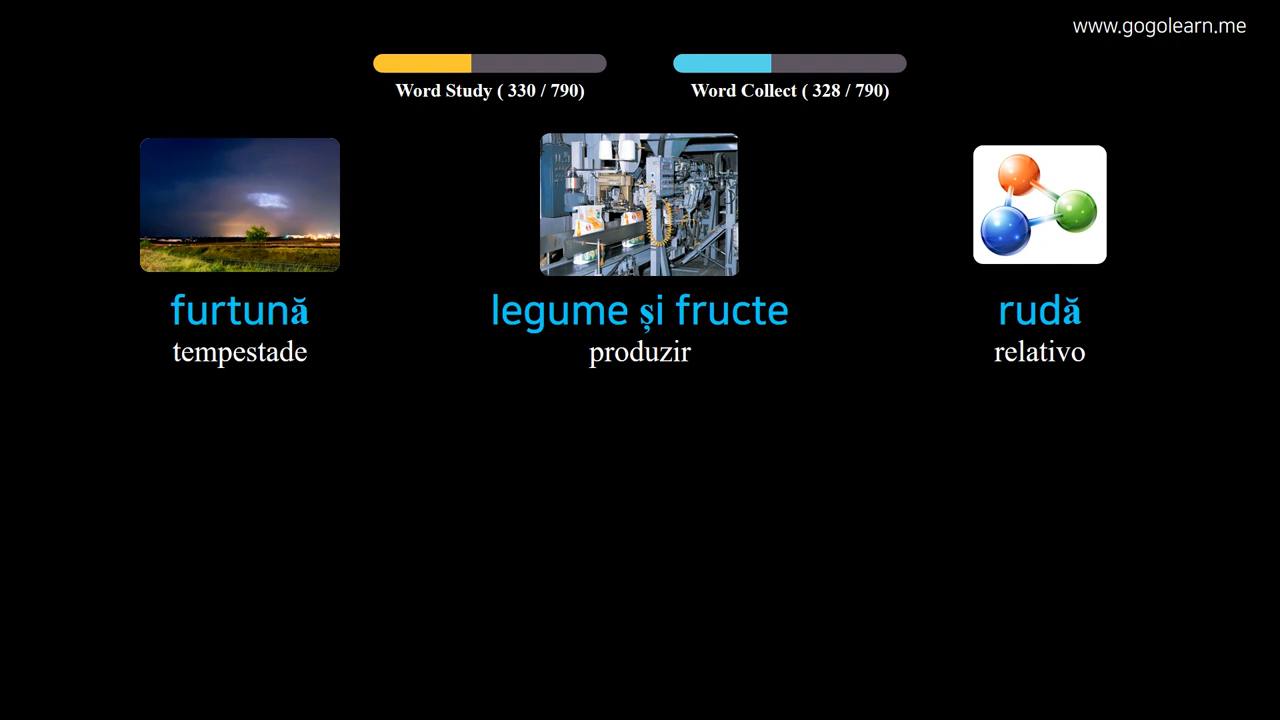 www.gogolearn.me
Word Study ( 330 / 790)
Word Collect ( 328 / 790)
furtună
legume și fructe
rudă
tempestade
produzir
relativo